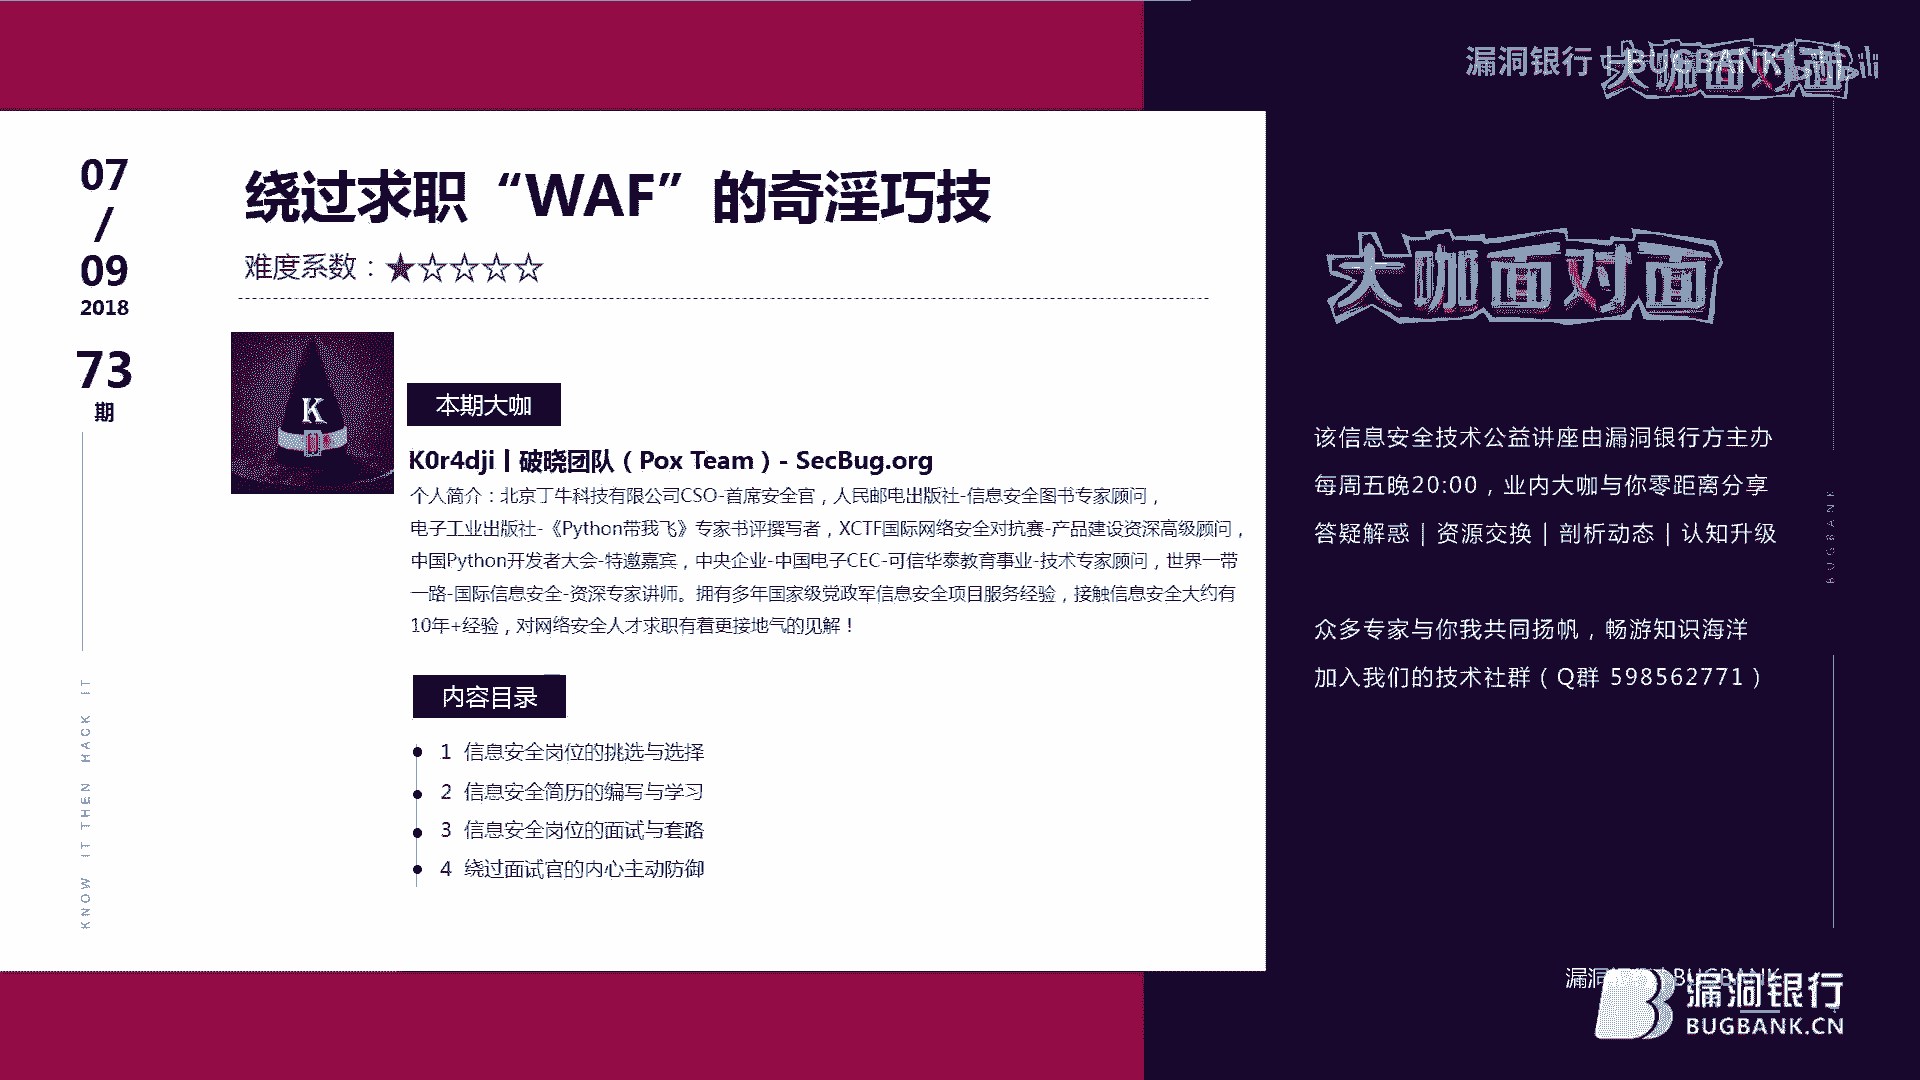 漏洞银行
大咖面对面
07
/
09
2018
73
期
绕过求职“WAF”的奇淫巧技
难度系数：★☆☆☆☆
K
本期大咖
K0r4dji | 破晓团队（Pox Team）- SecBug.org
个人简介：北京丁牛科技有限公司CSO-首席安全官，人民邮电出版社-信息安全图书专家顾问，
电子工业出版社-《Python带我飞》专家书评撰写者，XCTF国际网络安全对抗赛-产品建设资深高级顾问，
中国Python开发者大会-特邀嘉宾，中央企业-中国电子CEC-可信华泰教育事业-技术专家顾问，世界一带
一路-国际信息安全-资深专家讲师。拥有多年国家级党政军信息安全项目服务经验，接触信息安全大约有
10年+经验，对网络安全人才求职有着更接地气的见解！
内容目录
1 信息安全岗位的挑选与选择
2 信息安全简历的编写与学习
3 信息安全岗位的面试与套路
4 绕过面试官的内心主动防御
KNOW IT THEN HACK IT
大咖面对面
该信息安全技术公益讲座由漏洞银行方主办
每周五晚20:00，业内大咖与你零距离分享
答疑解惑 | 资源交换 | 剖析动态 | 认知升级
众多专家与你我共同扬帆，畅游知识海洋
加入我们的技术社群（Q群 598562771）
BUGBANK
漏洞银行
BUGBANK.CN